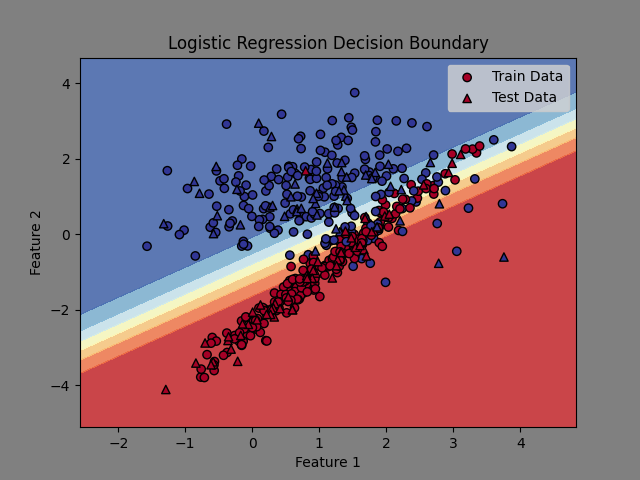 Logistic Regression Decision Boundary
Train Data
Test Data
Feature 2
4
2
0
−2
−4
−2
−1
0
1
2
3
4
Feature 1